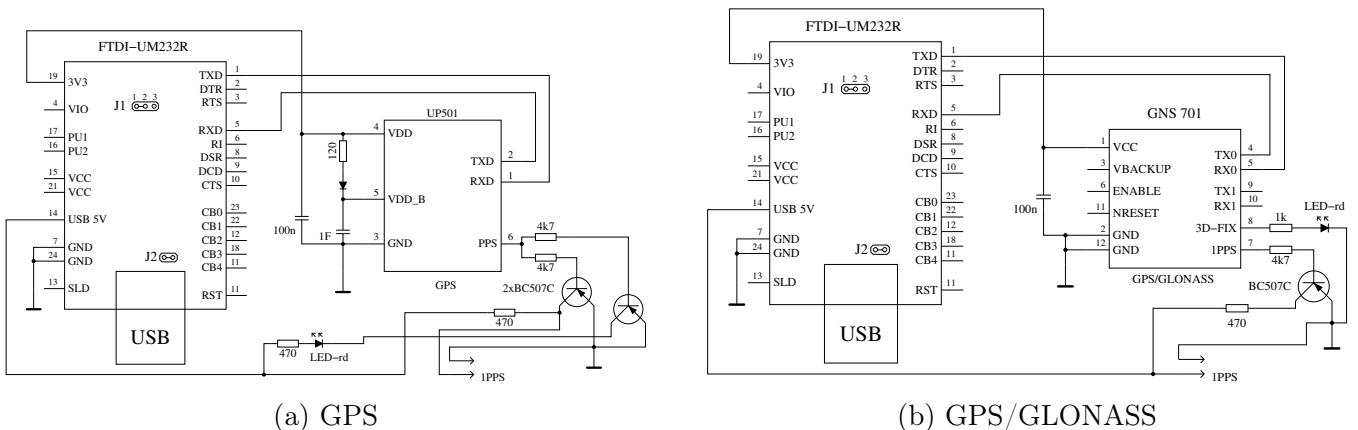 FTDI-UM232R
19 3V3
TXD 1
DTR 2
RTS 3
J1 1 2 3
4 VIO
RXD 5
RI 6
DSR 8
DCD 9
CTS 10
17 PU1
16 PU2
15 VCC
21 VCC
14 USB 5V
CB0 23
CB1 22
CB2 12
CB3 18
CB4 11
7 GND
24 GND
J2
13 SLD
RST 11
USB
UP501
4 VDD
TXD 2
RXD 1
5 VDD_B
3 GND
PPS 6
GPS
120
100n
1F
4k7
4k7
2xBC507C
470
470
LED-rd
1PPS
(a) GPS
FTDI-UM232R
19 3V3
TXD 1
DTR 2
RTS 3
J1 1 2 3
4 VIO
RXD 5
RI 6
DSR 8
DCD 9
CTS 10
17 PU1
16 PU2
15 VCC
21 VCC
14 USB 5V
CB0 23
CB1 22
CB2 12
CB3 18
CB4 11
7 GND
24 GND
J2
13 SLD
RST 11
USB
GNS 701
1 VCC
TX0 4
RX0 5
3 VBACKUP
6 ENABLE
TX1 9
RX1 10
11 NRESET
3D-FIX 8
2 GND
12 GND
1PPS 7
GPS/GLONASS
100n
1k
LED-rd
4k7
BC507C
470
1PPS
(b) GPS/GLONASS